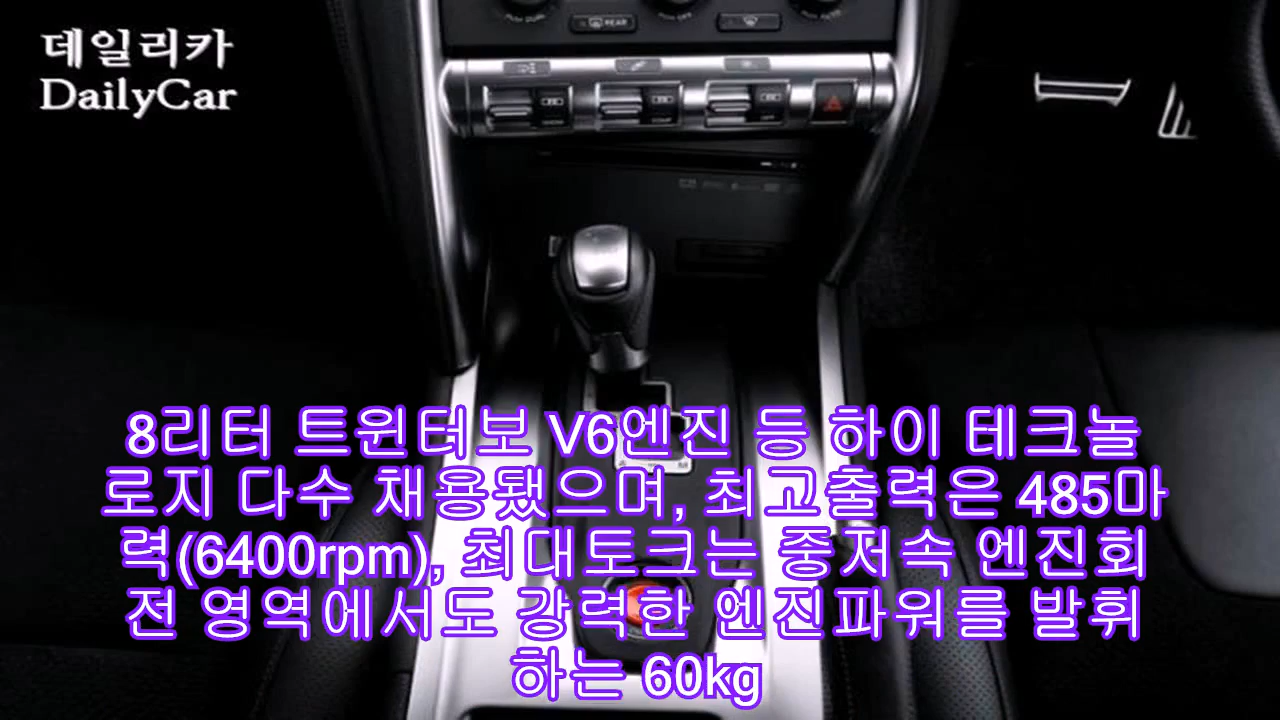 데일리카
DailyCar
REAR
8리터 트윈터보 V6엔진 등 하이 테크놀
로지 다수 채용됐으며, 최고출력은 485마
력(6400rpm), 최대토크는 중저속 엔진회
전 영역에서도 강력한 엔진파워를 발휘
하는 60kg